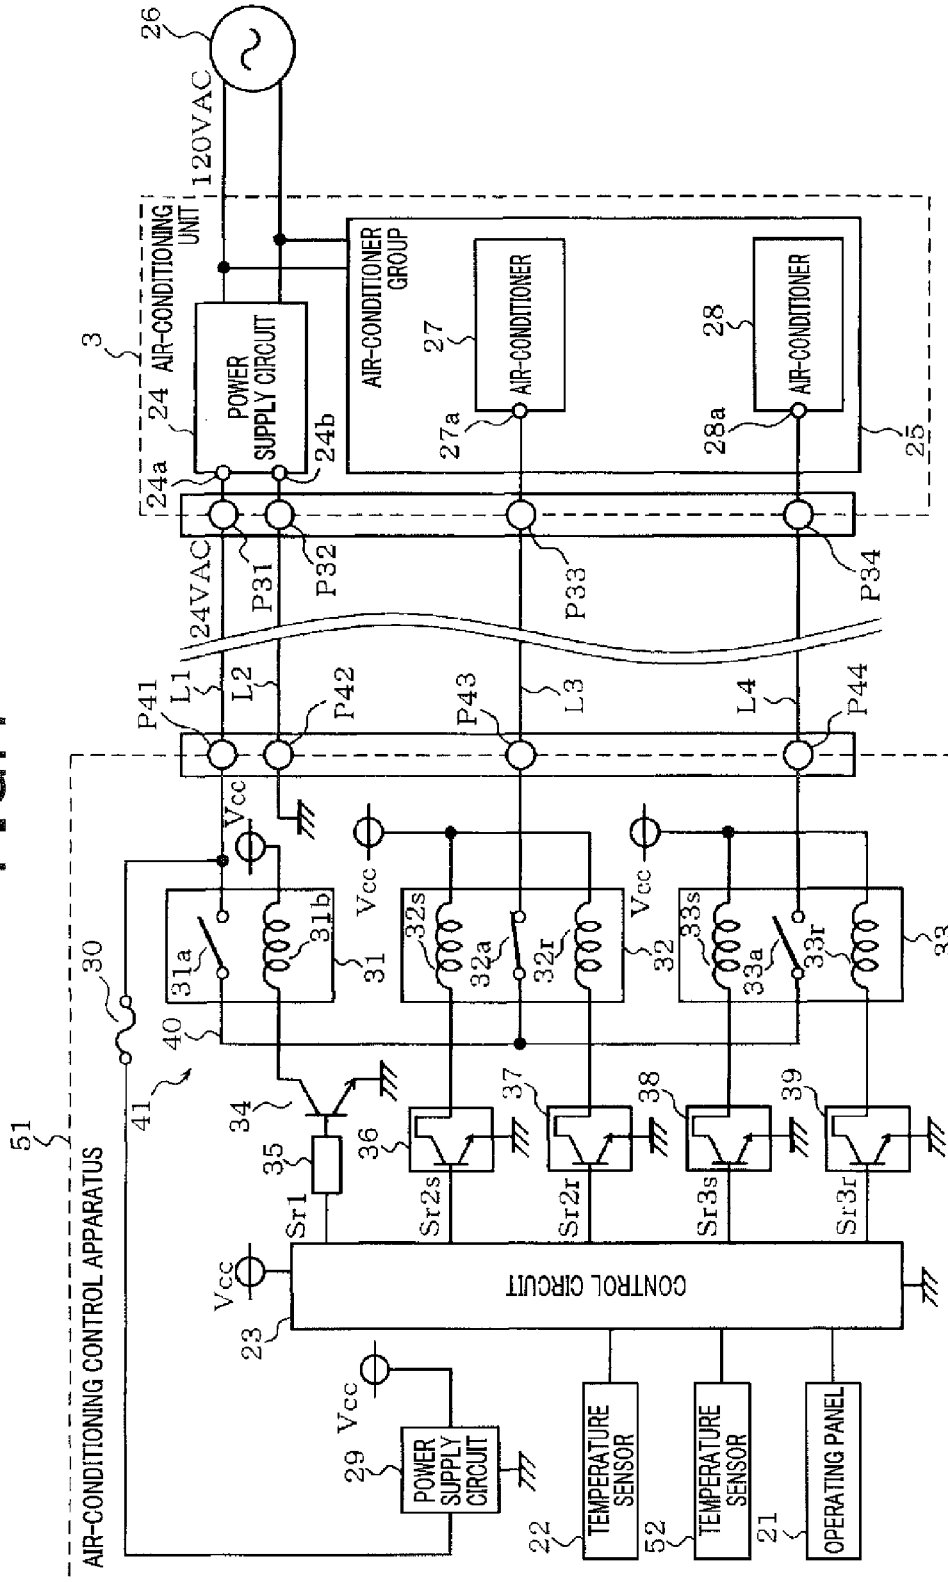 51
AIR-CONDITIONING CONTROL APPARATUS
30
41
40
31a
31b
31
Vcc
P41
L1
24VAC
L2
P42
P31
P32
24a
24b
24
3
AIR-CONDITIONING
UNIT
POWER
SUPPLY CIRCUIT
120VAC
26
AIR-CONDITIONER
GROUP
27
AIR-CONDITIONER
27a
28
AIR-CONDITIONER
28a
25
P33
P34
L3
L4
P43
P44
Vcc
32s
32a
32r
32
Vcc
33s
33a
33r
33
34
35
36
37
38
39
Sr1
Sr2s
Sr2r
Sr3s
Sr3r
Vcc
23
CONTROL CIRCUIT
Vcc
29
POWER
SUPPLY
CIRCUIT
22
TEMPERATURE
SENSOR
52
TEMPERATURE
SENSOR
21
OPERATING PANEL